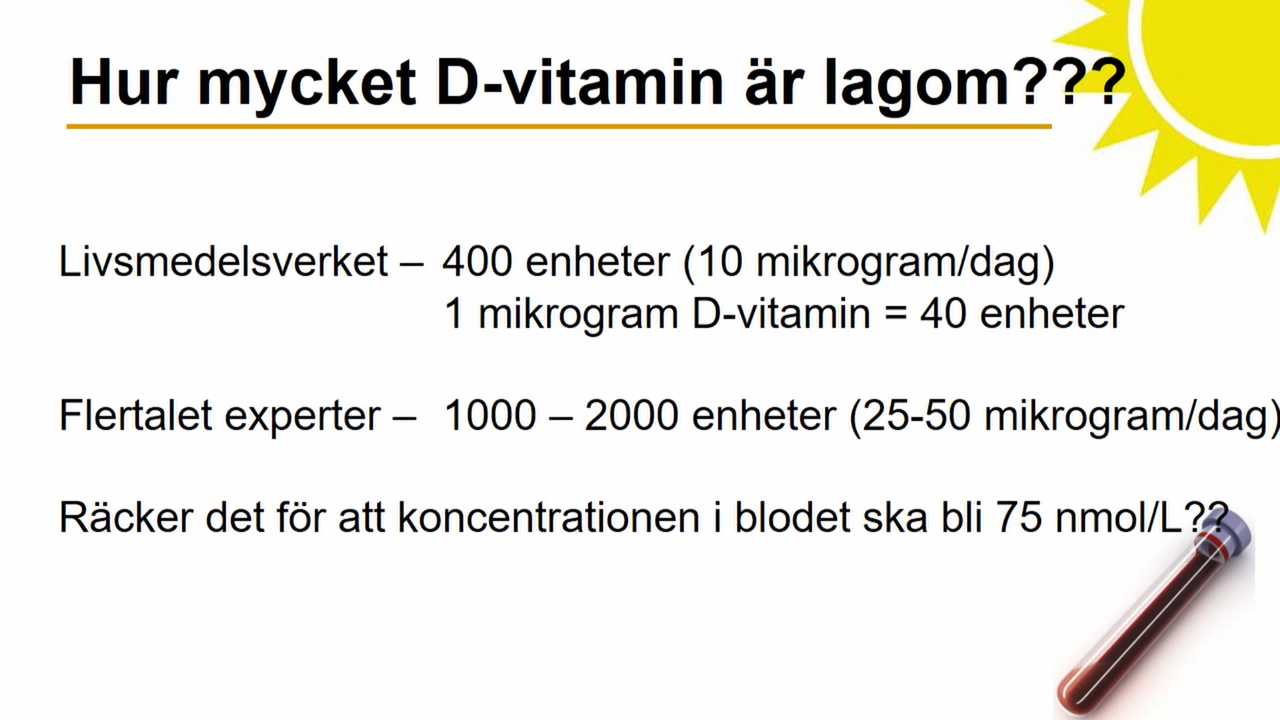 Hur mycket D-vitamin är lagom???
Livsmedelsverket – 400 enheter (10 mikrogram/dag)
1 mikrogram D-vitamin = 40 enheter
Flertalet experter – 1000 – 2000 enheter (25-50 mikrogram/dag)
Räcker det för att koncentrationen i blodet ska bli 75 nmol/L??